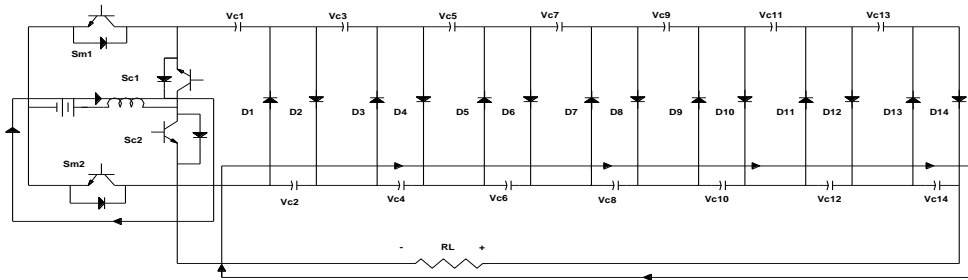 Vc1 Vc3 Vc5 Vc7 Vc9 Vc11 Vc13
Sm1
Sc1
D1 D2 D3 D4 D5 D6 D7 D8 D9 D10 D11 D12 D13 D14
Sc2
Sm2
Vc2 Vc4 Vc6 Vc8 Vc10 Vc12 Vc14
- RL +